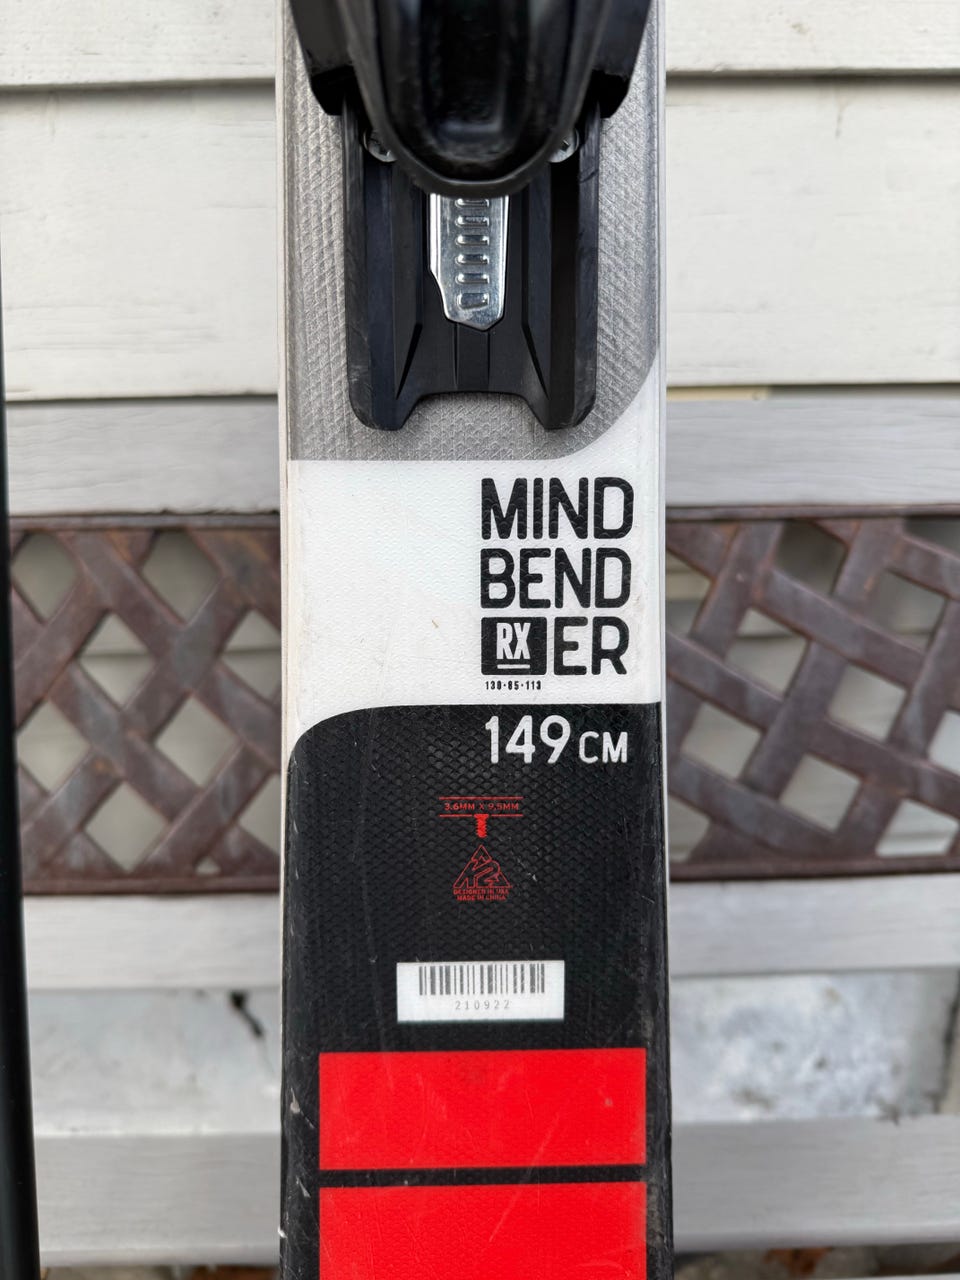 MIND
BEND
RX ER
130-85-113
149 CM
3.6MM X 9.5MM
K2
DESIGNED IN USA
MADE IN CHINA
210922